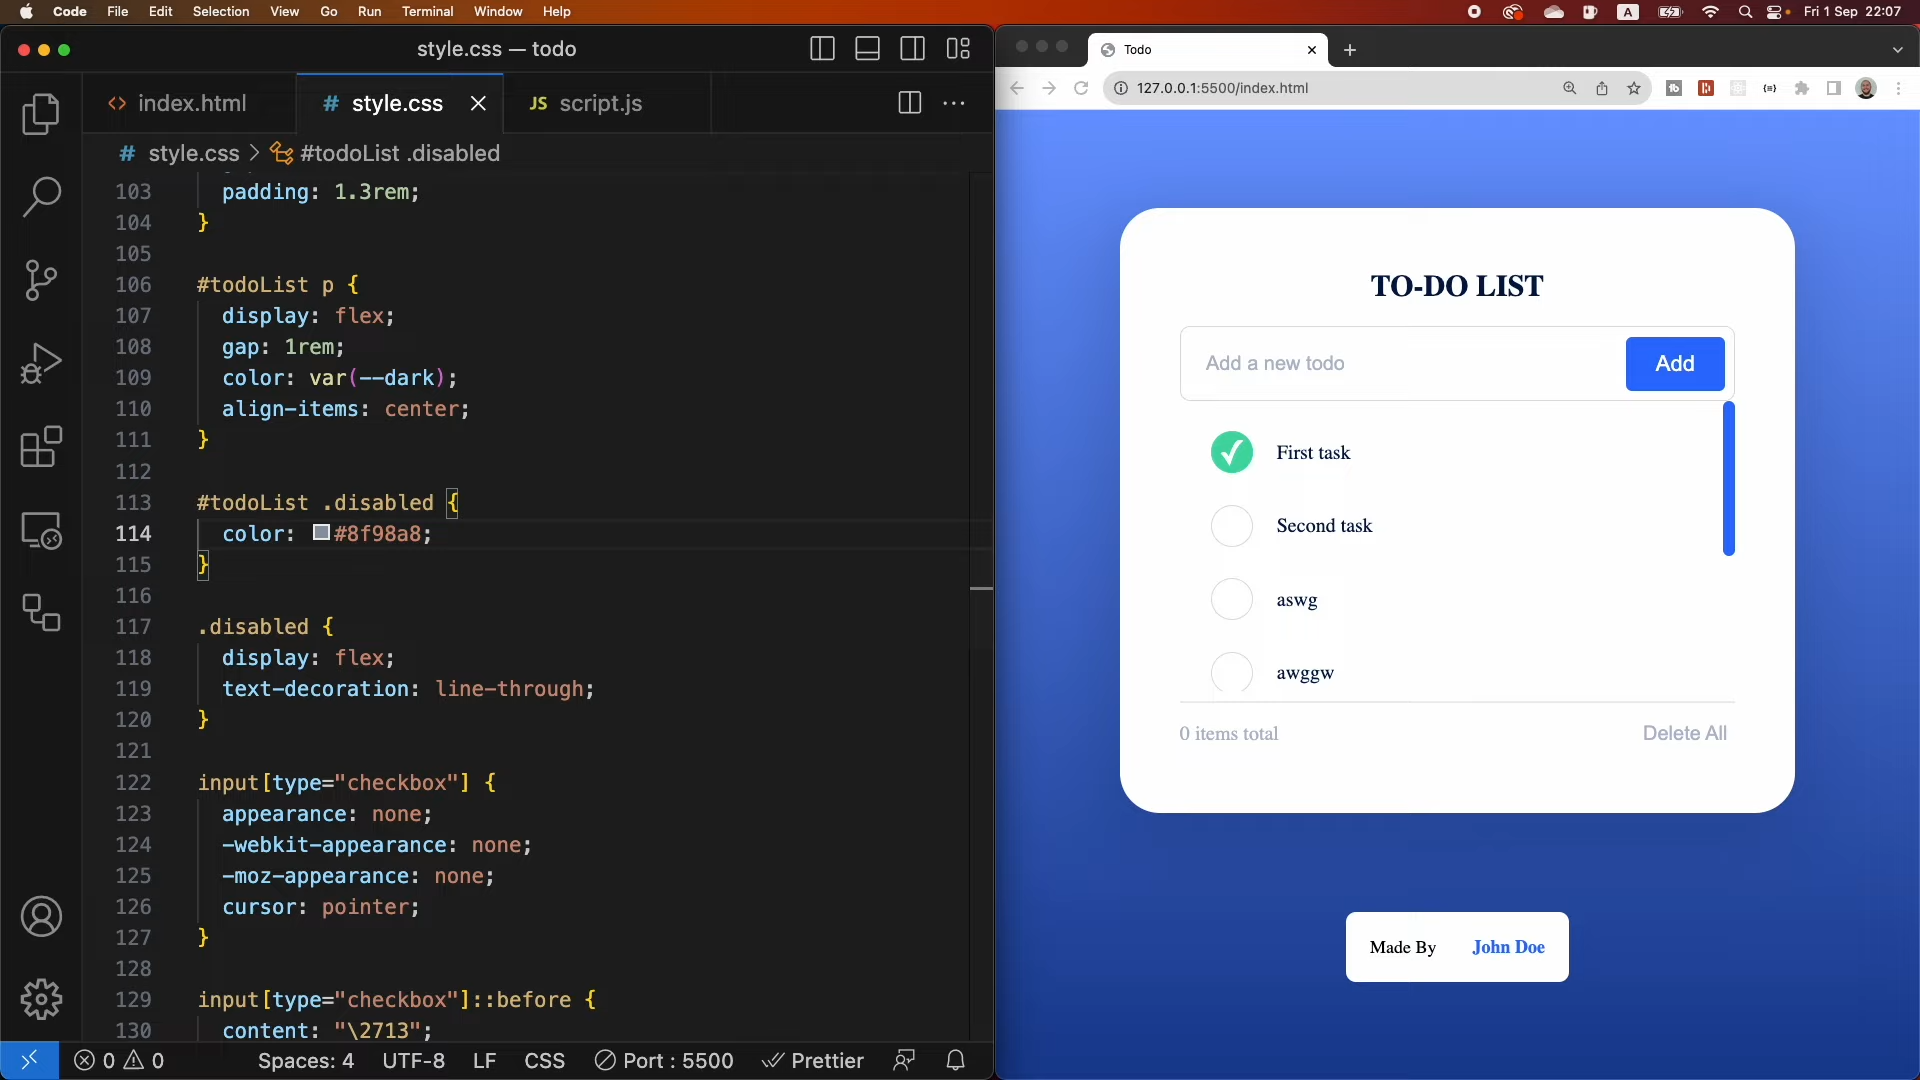 Code File Edit Selection View Go Run Terminal Window Help
A
Fri 1 Sep 22:07
style.css — todo
index.html
# style.css
JS script.js
# style.css > #todoList .disabled
103 padding: 1.3rem;
104 }
105
106 #todoList p {
107 display: flex;
108 gap: 1rem;
109 color: var(--dark);
110 align-items: center;
111 }
112
113 #todoList .disabled {
114 color: #8f98a8;
115 }
116
117 .disabled {
118 display: flex;
119 text-decoration: line-through;
120 }
121
122 input[type="checkbox"] {
123 appearance: none;
124 -webkit-appearance: none;
125 -moz-appearance: none;
126 cursor: pointer;
127 }
128
129 input[type="checkbox"]::before {
130 content: "\2713";
0 0 Spaces: 4 UTF-8 LF CSS Port : 5500 Prettier
Todo
127.0.0.1:5500/index.html
TO-DO LIST
Add a new todo
Add
First task
Second task
aswg
awggw
0 items total
Delete All
Made By John Doe